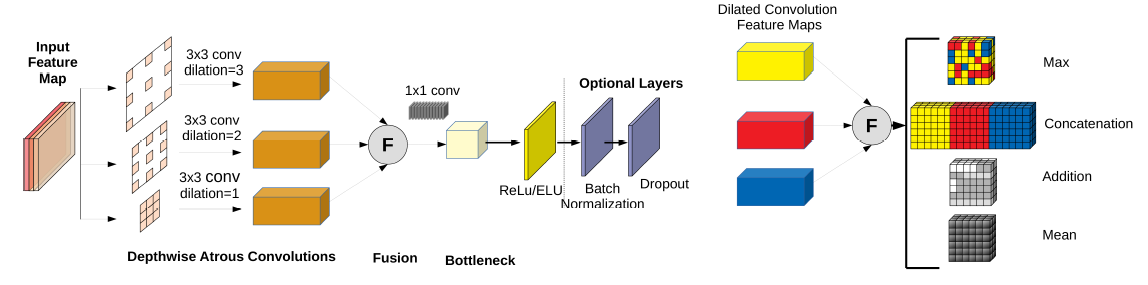 Input
Feature
Map
3x3 conv
dilation=3
3x3 conv
dilation=2
3x3 conv
dilation=1
Depthwise Atrous Convolutions
F
Fusion
1x1 conv
Bottleneck
ReLu/ELU
Optional Layers
Batch
Normalization
Dropout
Dilated Convolution
Feature Maps
F
Max
Concatenation
Addition
Mean